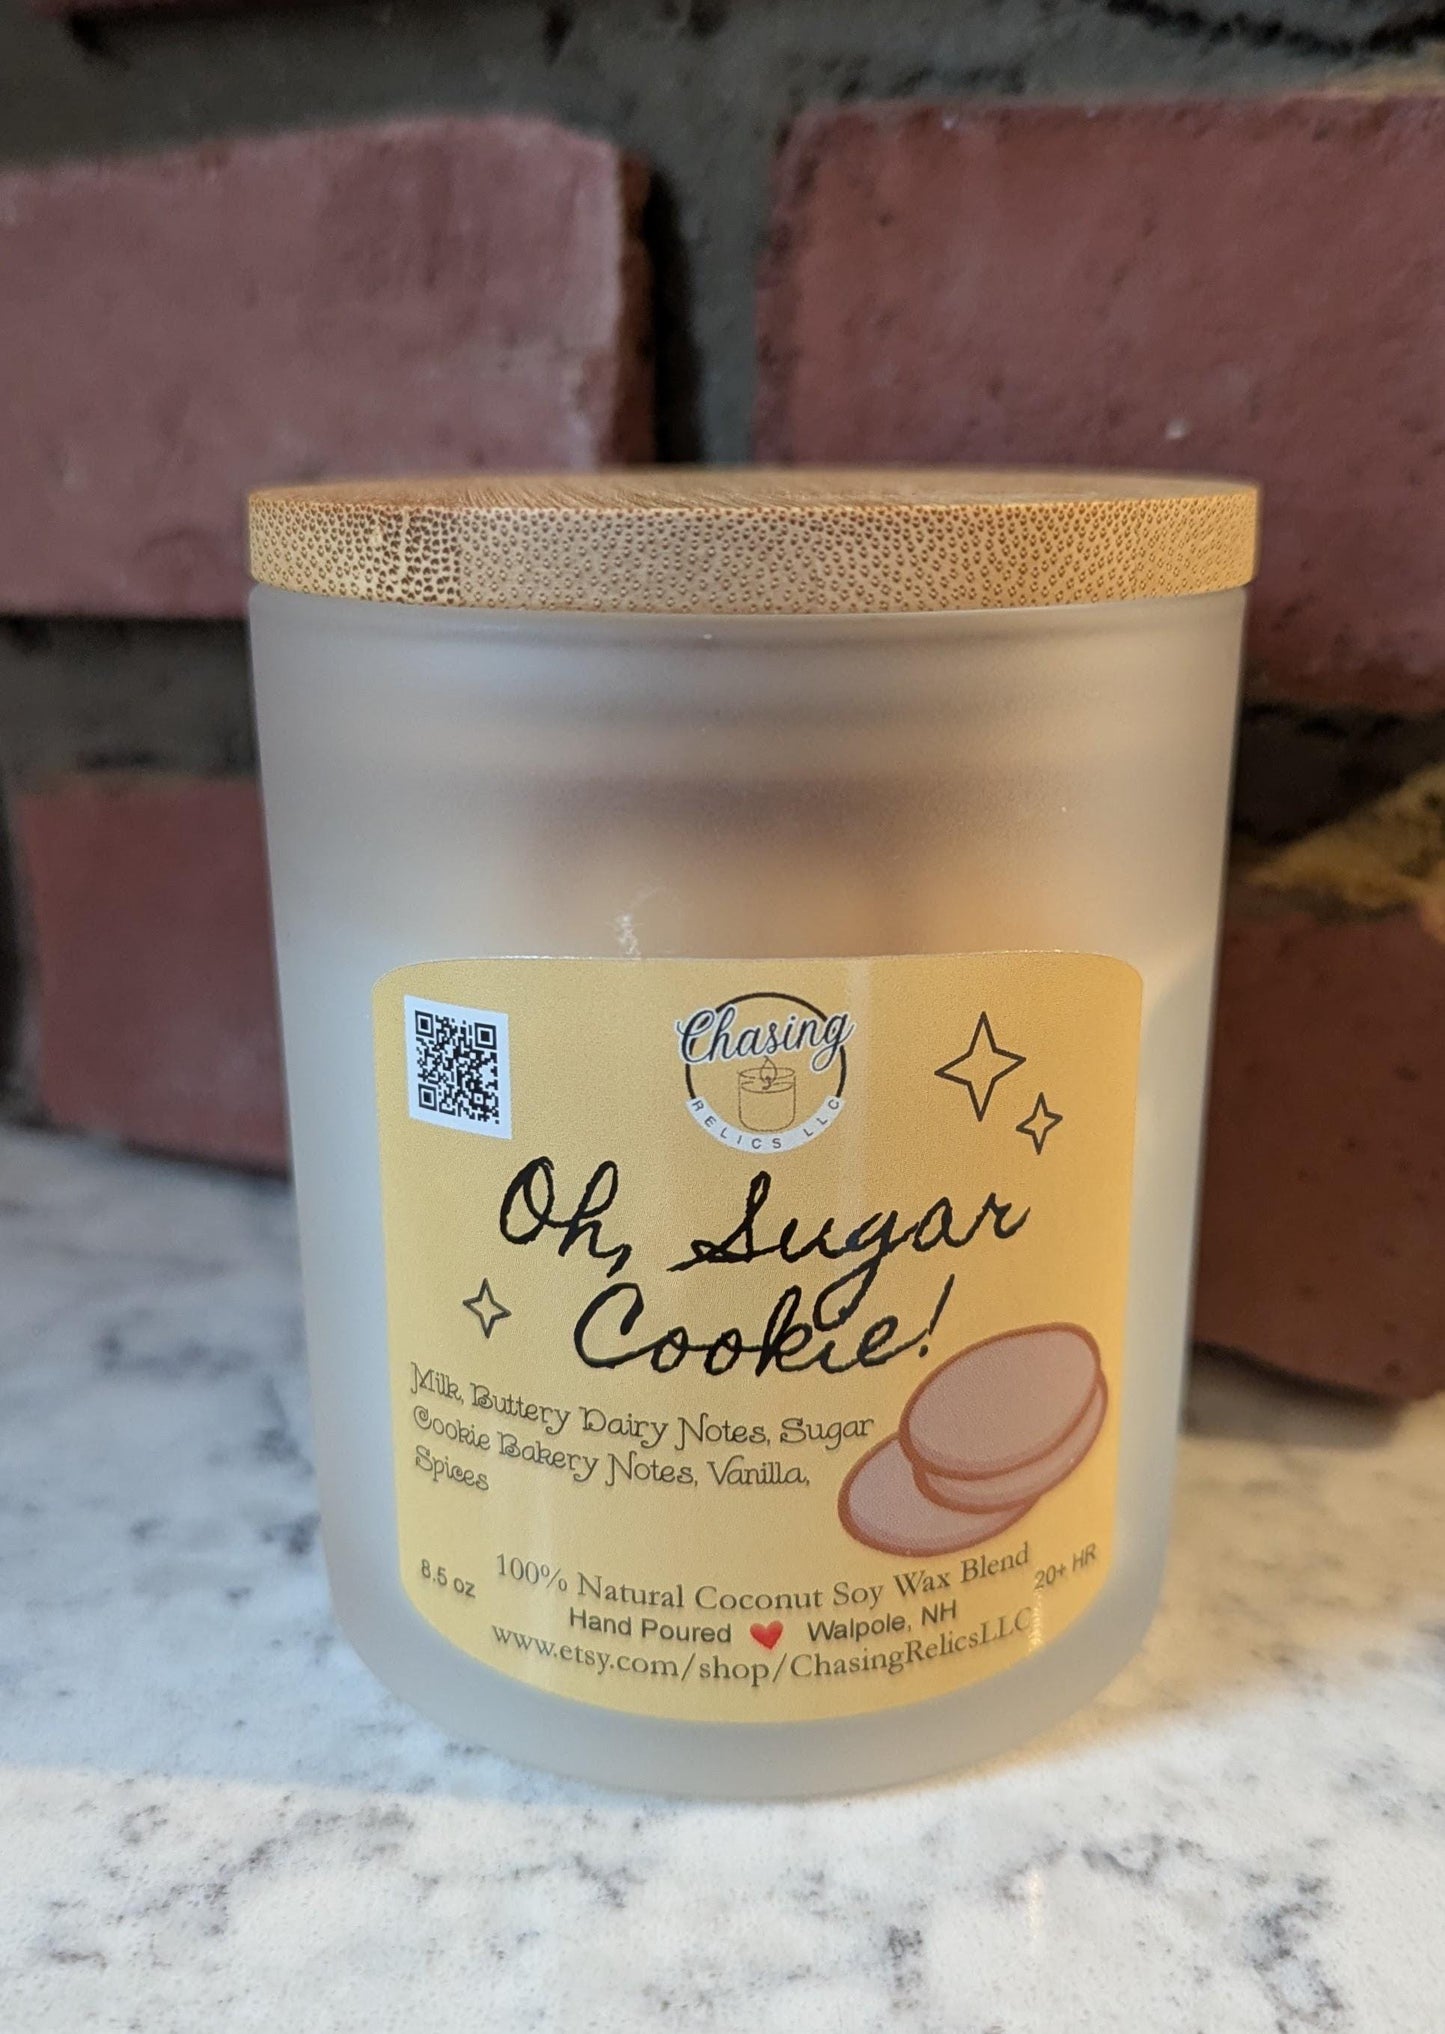 Chasing
RELICS LLC
Oh, Sugar
Cookie!
Milk, Buttery Dairy Notes, Sugar
Cookie Bakery Notes, Vanilla,
Spices
8.5 oz
100% Natural Coconut Soy Wax Blend
20+ HR
Hand Poured ❤ Walpole, NH
www.etsy.com/shop/ChasingRelicsLLC